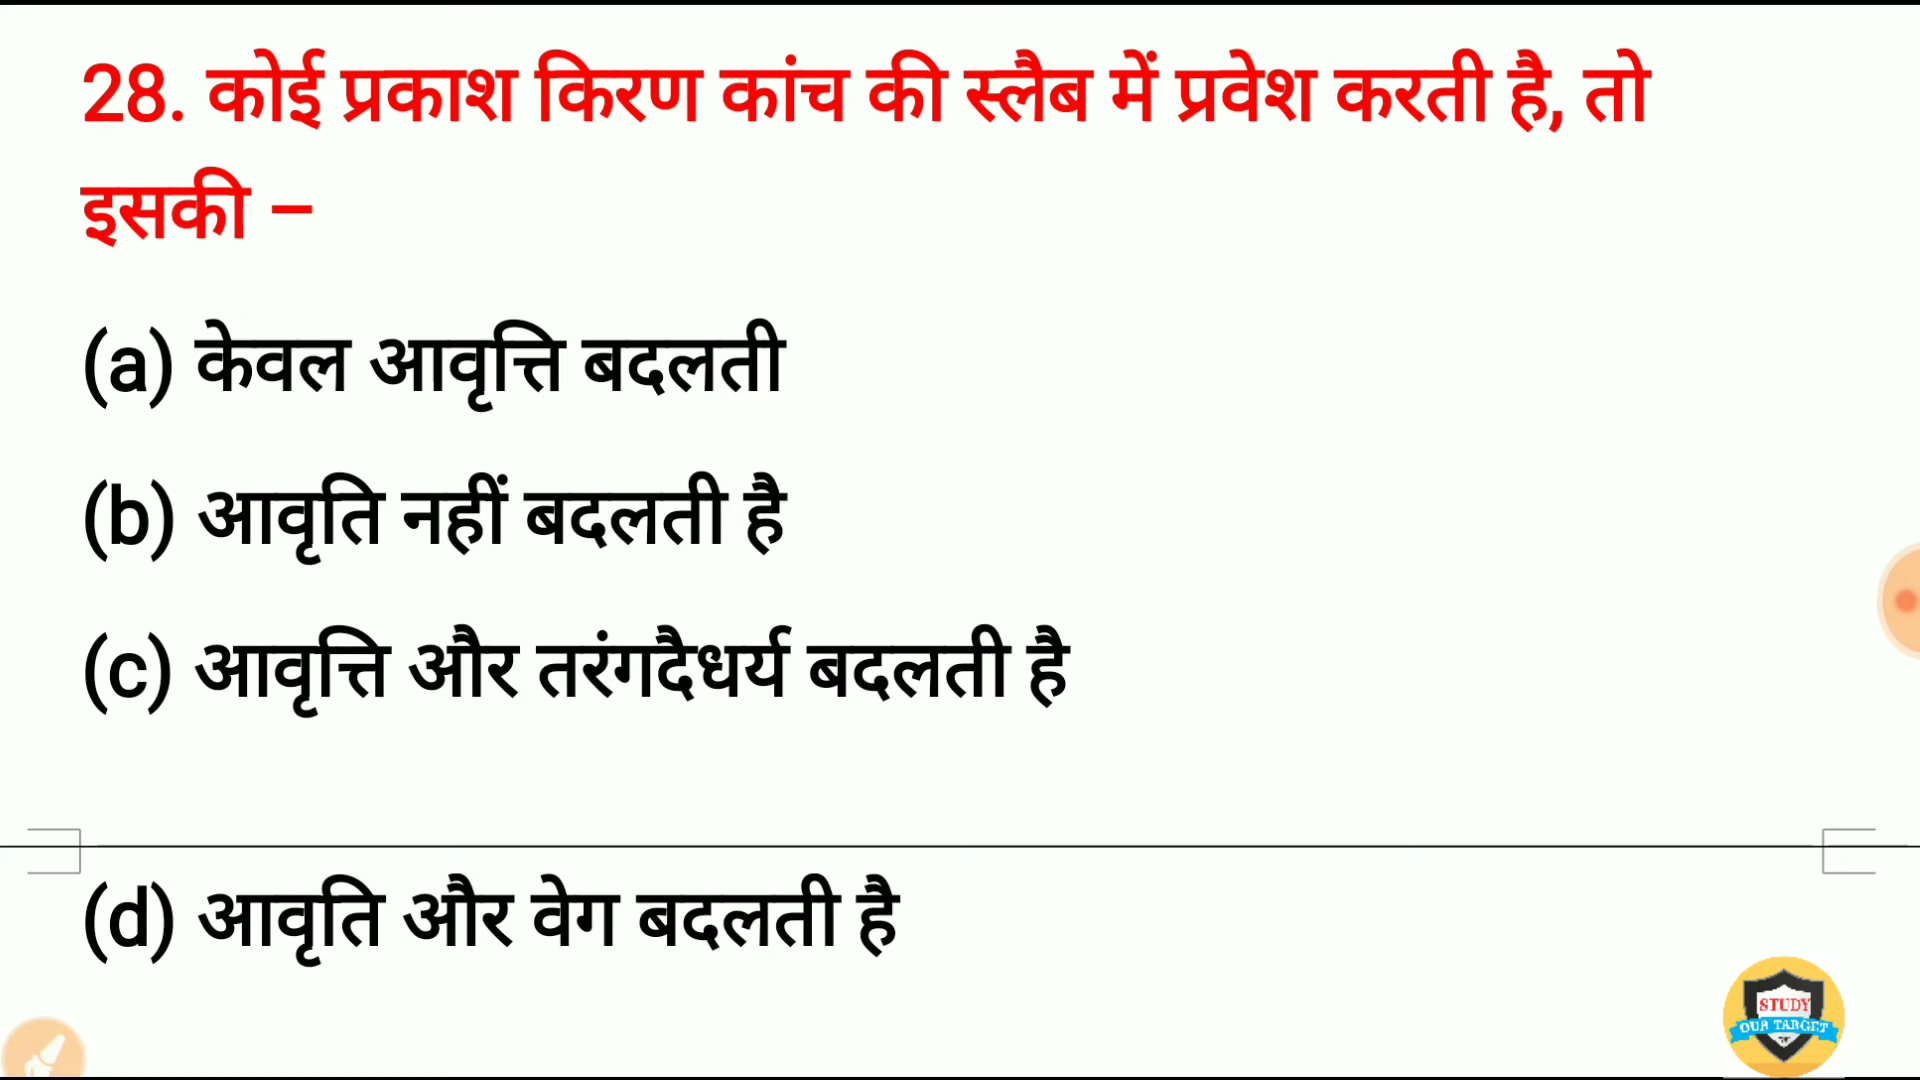 28. कोई प्रकाश किरण कांच की स्लैब में प्रवेश करती है, तो
इसकी –
(a) केवल आवृत्ति बदलती
(b) आवृति नहीं बदलती है
(c) आवृत्ति और तरंगदैधर्य बदलती है
(d) आवृति और वेग बदलती है
STUDY
OUR TARGET